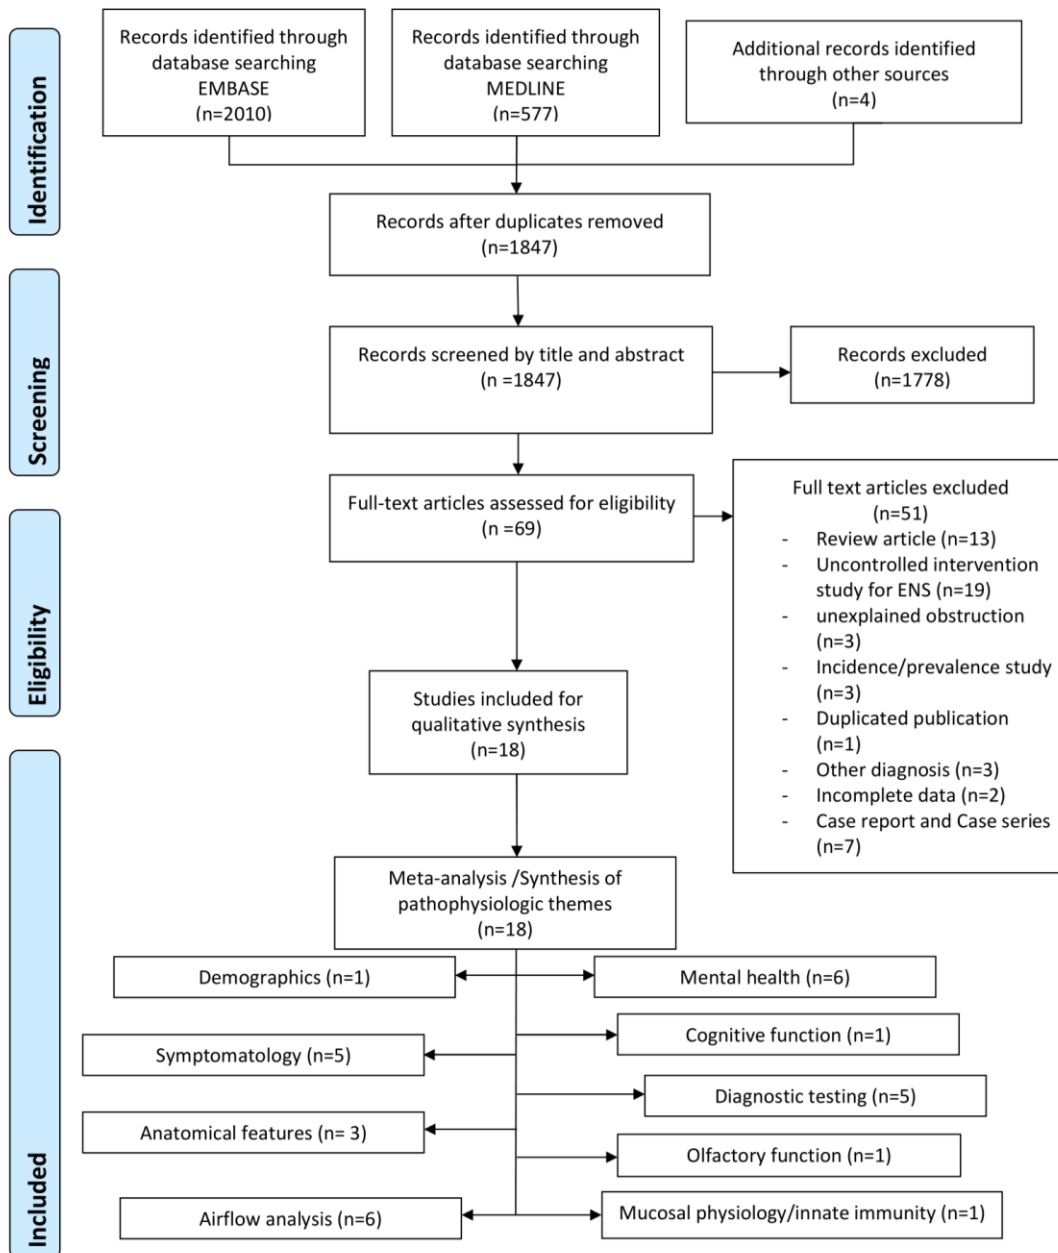 Identification
Records identified through
database searching
EMBASE
(n=2010)
Records identified through
database searching
MEDLINE
(n=577)
Additional records identified
through other sources
(n=4)
Records after duplicates removed
(n=1847)
Screening
Records screened by title and abstract
(n =1847)
Records excluded
(n=1778)
Eligibility
Full-text articles assessed for eligibility
(n =69)
Full text articles excluded
(n=51)
- Review article (n=13)
- Uncontrolled intervention
study for ENS (n=19)
- unexplained obstruction
(n=3)
- Incidence/prevalence study
(n=3)
- Duplicated publication
(n=1)
- Other diagnosis (n=3)
- Incomplete data (n=2)
- Case report and Case series
(n=7)
Studies included for
qualitative synthesis
(n=18)
Included
Meta-analysis /Synthesis of
pathophysiologic themes
(n=18)
Demographics (n=1)
Mental health (n=6)
Cognitive function (n=1)
Symptomatology (n=5)
Diagnostic testing (n=5)
Anatomical features (n= 3)
Olfactory function (n=1)
Airflow analysis (n=6)
Mucosal physiology/innate immunity (n=1)